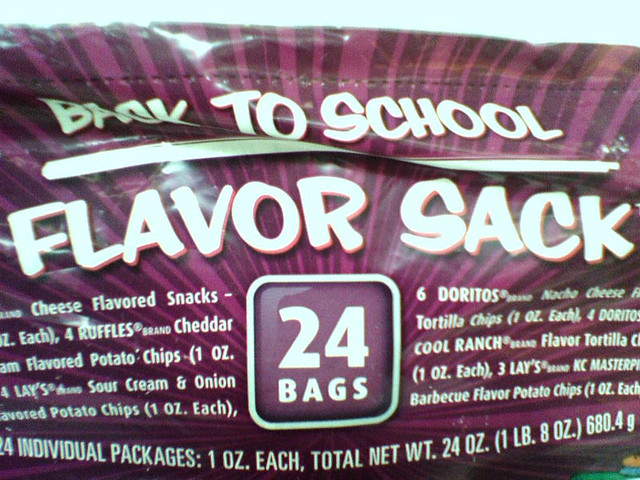 BACK TO SCHOOL
FLAVOR SACK
BRAND Cheese Flavored Snacks –
OZ. Each), 4 RUFFLES® BRAND Cheddar
am Flavored Potato Chips (1 OZ.
4 LAY'S® BRAND Sour Cream & Onion
avored Potato Chips (1 OZ. Each),
24
BAGS
6 DORITOS® BRAND Nacho Cheese
Tortilla Chips (1 OZ. Each), 4 DORITOS
COOL RANCH® BRAND Flavor Tortilla
(1 OZ. Each), 3 LAY'S® BRAND KC MASTERP
Barbecue Flavor Potato Chips (1 OZ. Each
24 INDIVIDUAL PACKAGES: 1 OZ. EACH, TOTAL NET WT. 24 OZ. (1 LB. 8 OZ.) 680.4 g